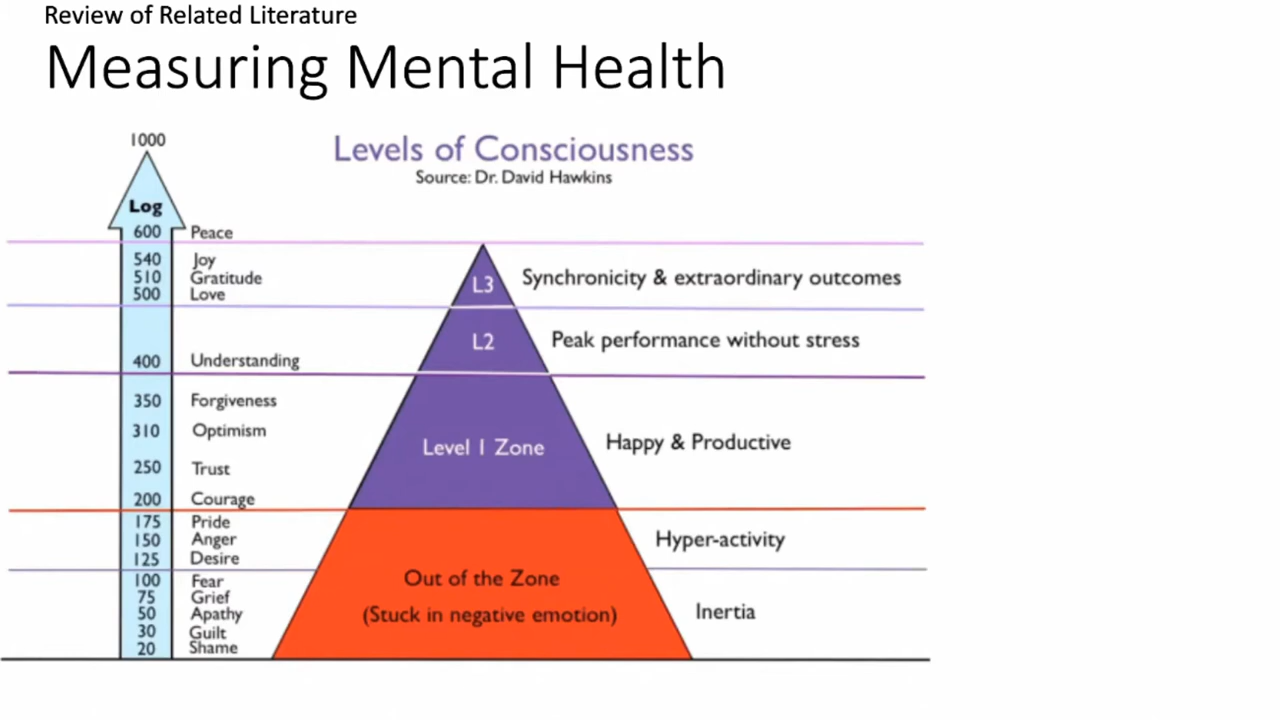 Review of Related Literature
Measuring Mental Health
1000
Levels of Consciousness
Source: Dr. David Hawkins
Log
600 Peace
540 Joy
510 Gratitude
500 Love
L3 Synchronicity & extraordinary outcomes
L2 Peak performance without stress
400 Understanding
350 Forgiveness
310 Optimism
250 Trust
200 Courage
Level 1 Zone Happy & Productive
175 Pride
150 Anger
125 Desire
Hyper-activity
100 Fear
75 Grief
50 Apathy
30 Guilt
20 Shame
Out of the Zone
(Stuck in negative emotion)
Inertia